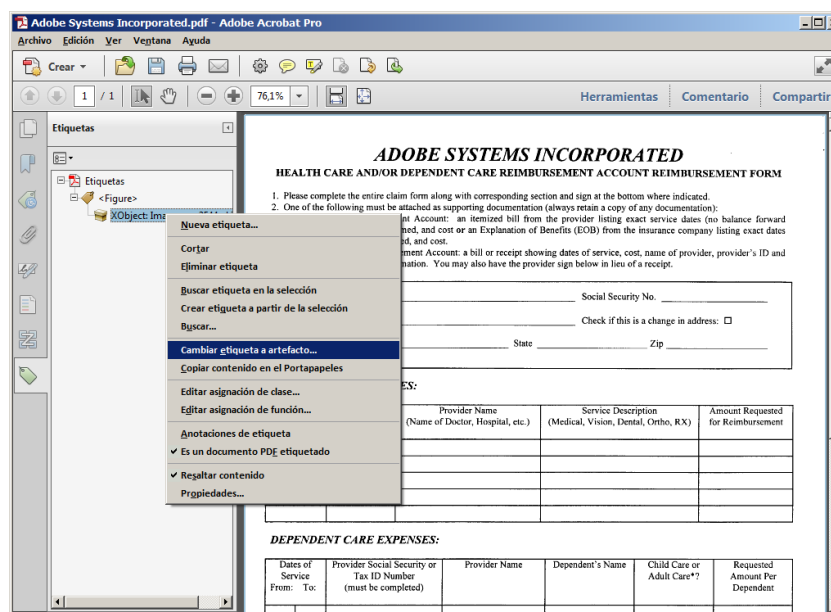 Adobe Systems Incorporated.pdf - Adobe Acrobat Pro
Archivo Edición Ver Ventana Ayuda
Crear
1 / 1 76,1% Herramientas Comentario Compartir
Etiquetas
Etiquetas
<Figure>
XObject: Ima
Nueva etiqueta...
Cortar
Eliminar etiqueta
Buscar etiqueta en la selección
Crear etiqueta a partir de la selección
Buscar...
Cambiar etiqueta a artefacto...
Copiar contenido en el Portapapeles
Editar asignación de clase...
Editar asignación de función...
Anotaciones de etiqueta
Es un documento PDF etiquetado
Resaltar contenido
Propiedades...
ADOBE SYSTEMS INCORPORATED
HEALTH CARE AND/OR DEPENDENT CARE REIMBURSEMENT ACCOUNT REIMBURSEMENT FORM
1. Please complete the entire claim form along with corresponding section and sign at the bottom where indicated.
2. One of the following must be attached as supporting documentation (always retain a copy of any documentation):
nt Account: an itemized bill from the provider listing exact service dates (no balance forward
ned, and cost or an Explanation of Benefits (EOB) from the insurance company listing exact dates
ed, and cost.
ment Account: a bill or receipt showing dates of service, cost, name of provider, provider's ID and
nation. You may also have the provider sign below in lieu of a receipt.
Social Security No.
Check if this is a change in address:
State Zip
ES:
Provider Name
(Name of Doctor, Hospital, etc.)
Service Description
(Medical, Vision, Dental, Ortho, RX)
Amount Requested
for Reimbursement
DEPENDENT CARE EXPENSES:
Dates of
Service
From: To:
Provider Social Security or
Tax ID Number
(must be completed)
Provider Name
Dependent's Name
Child Care or
Adult Care*?
Requested
Amount Per
Dependent